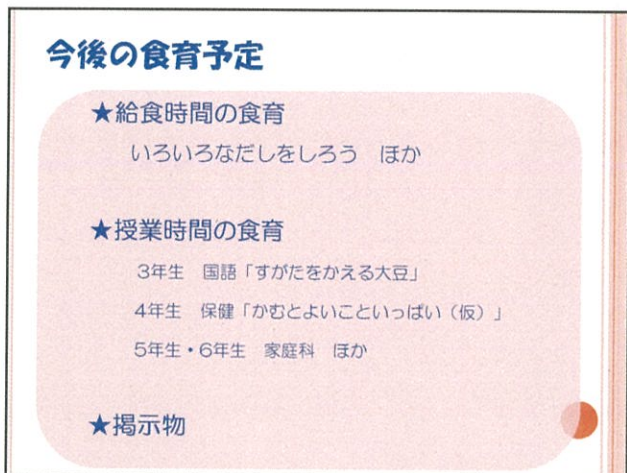 今後の食育予定
★給食時間の食育
いろいろなだしをしろう　ほか
★授業時間の食育
3年生　国語「すがたをかえる大豆」
4年生　保健「かむとよいこといっぱい（仮）」
5年生・6年生　家庭科　ほか
★掲示物